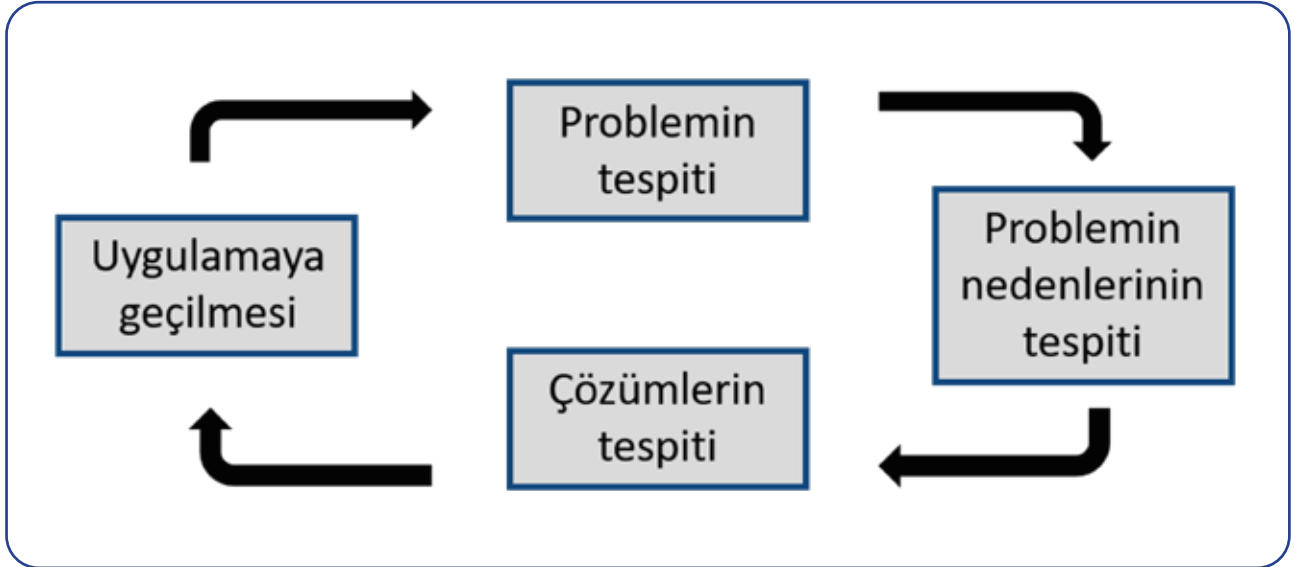 Problemin
tespiti
Problemin
nedenlerinin
tespiti
Çözümlerin
tespiti
Uygulamaya
geçilmesi